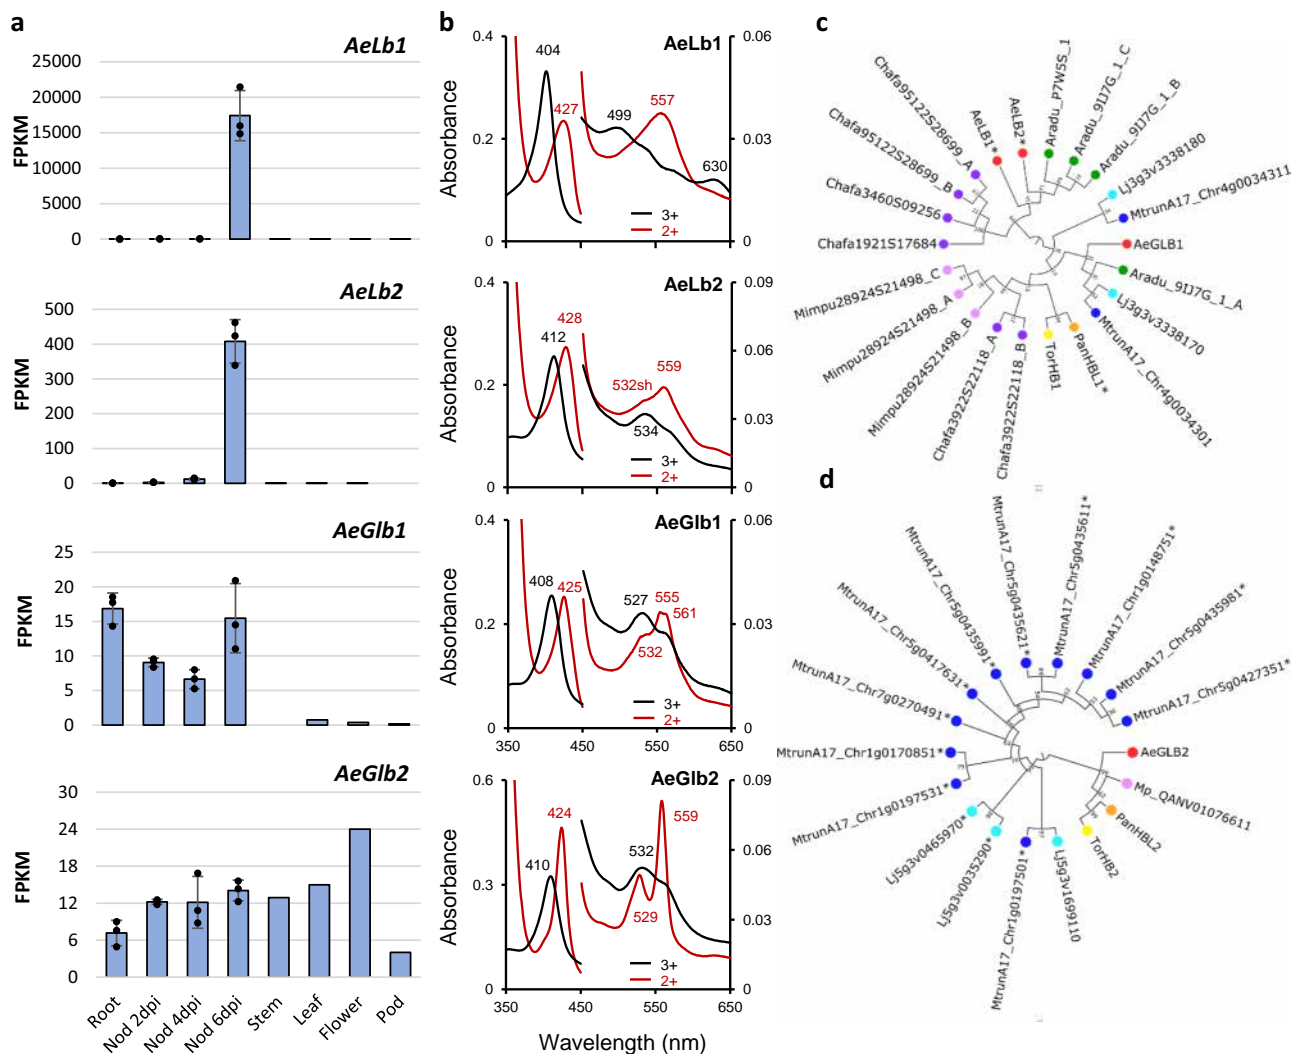 a
AeLb1
FPKM
25000
20000
15000
10000
5000
0
AeLb2
FPKM
500
400
300
200
100
0
AeGlb1
FPKM
25
20
15
10
5
0
AeGlb2
FPKM
30
24
18
12
6
0
Root
Nod 2dpi
Nod 4dpi
Nod 6dpi
Stem
Leaf
Flower
Pod
b
AeLb1
Absorbance
0.4
0.2
0
0.06
0.03
0
404
427
499
557
630
3+
2+
AeLb2
Absorbance
0.4
0.2
0
0.09
0.06
0.03
0
412
428
532sh
559
534
3+
2+
350
450
550
650
AeGlb1
Absorbance
0.4
0.2
0
0.06
0.03
0
408
425
527
555
561
532
3+
2+
350
450
550
650
AeGlb2
Absorbance
0.6
0.3
0
0.09
0.06
0.03
0
410
424
532
559
529
3+
2+
350
450
550
650
Wavelength (nm)
c
Chafa1921S17684
Chafa3460S09256
Chafa95122S28699_B
Chafa95122S28699_A
AeLB1*
AeLB2*
Aradu_P7W5S_1
Aradu_9IJ7G_1_C
Aradu_9IJ7G_1_B
Lj3g3v3338180
MtrunA17_Chr4g0034311
AeGLB1
Aradu_9IJ7G_1_A
Lj3g3v3338170
MtrunA17_Chr4g0034301
PanHBL1*
TorHB1
Chafa3922S22118_B
Chafa3922S22118_A
Mimpu28924S21498_B
Mimpu28924S21498_A
Mimpu28924S21498_C
d
MtrunA17_Chr1g0170851*
MtrunA17_Chr7g0270491*
MtrunA17_Chr5g0417631*
MtrunA17_Chr5g0435991*
MtrunA17_Chr5g0435621*
MtrunA17_Chr5g0435611*
MtrunA17_Chr1g0148751*
MtrunA17_Chr5g0435981*
MtrunA17_Chr5g0427351*
AeGLB2
Mp_QANV01076611
PanHBL2
TorHB2
Lj5g3v1699110
MtrunA17_Chr1g0197501*
Lj5g3v0035290*
Lj5g3v0465970*
MtrunA17_Chr1g0197531*